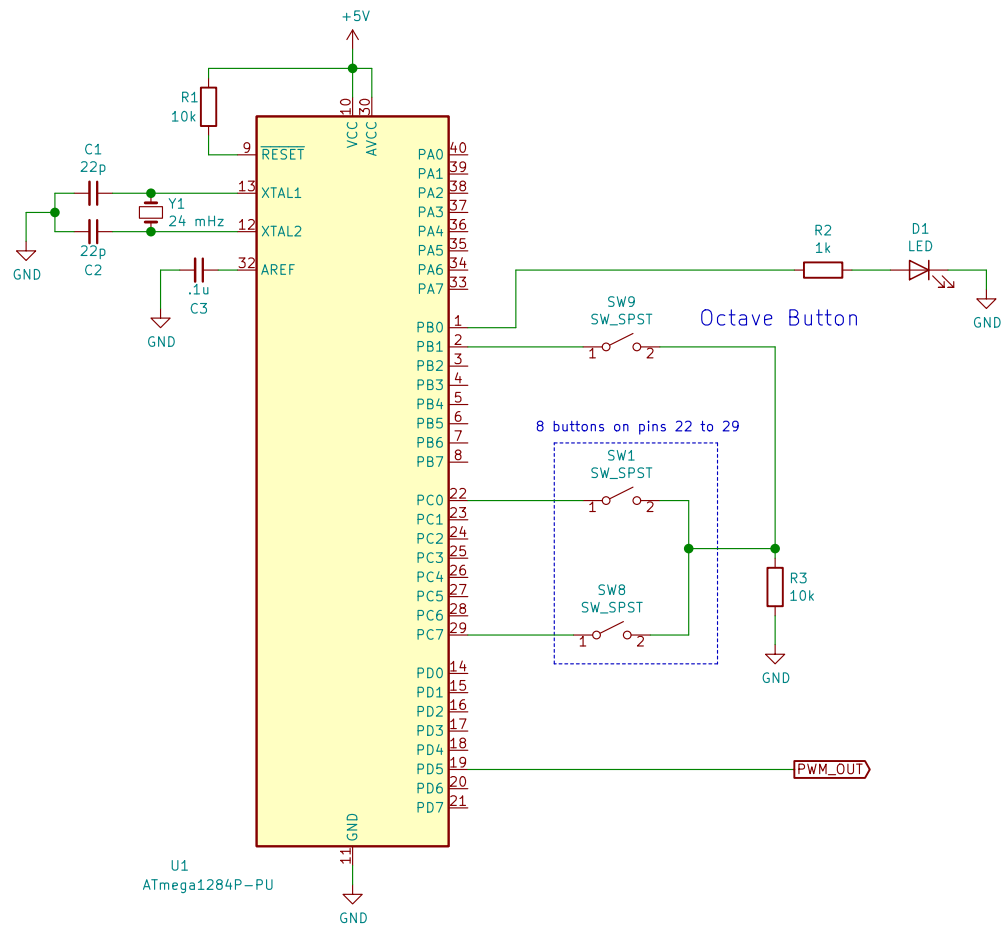 +5V
R1
10k
10
30
VCC
AVCC
9
RESET
C1
22p
13
XTAL1
Y1
24 mHz
12
XTAL2
22p
C2
GND
32
AREF
.1u
C3
GND
PA0
40
PA1
39
PA2
38
PA3
37
PA4
36
PA5
35
PA6
34
PA7
33
PB0
1
PB1
2
PB2
3
PB3
4
PB4
5
PB5
6
PB6
7
PB7
8
PC0
22
PC1
23
PC2
24
PC3
25
PC4
26
PC5
27
PC6
28
PC7
29
PD0
14
PD1
15
PD2
16
PD3
17
PD4
18
PD5
19
PD6
20
PD7
21
R2
1k
D1
LED
GND
SW9
SW_SPST
1
2
Octave Button
8 buttons on pins 22 to 29
SW1
SW_SPST
1
2
SW8
SW_SPST
1
2
R3
10k
GND
PWM_OUT
GND
11
U1
ATmega1284P-PU
GND